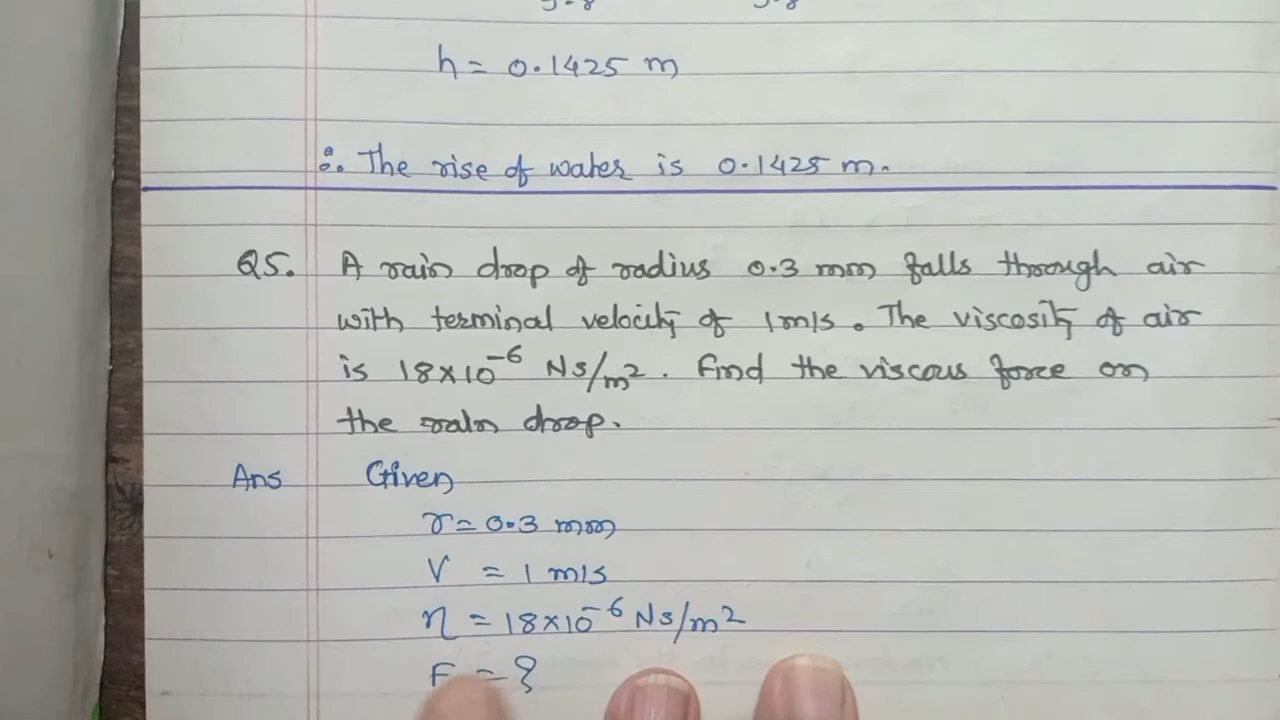 h = 0.1425 m
∴ The rise of water is 0.1425 m.
Q5. A rain drop of radius 0.3 mm falls through air
with terminal velocity of 1m/s. The viscosity of air
is 18×10⁻⁶ Ns/m². Find the viscous force on
the rain drop.
Ans Given
r = 0.3 mm
V = 1 m/s
η = 18×10⁻⁶ Ns/m²
F = ?